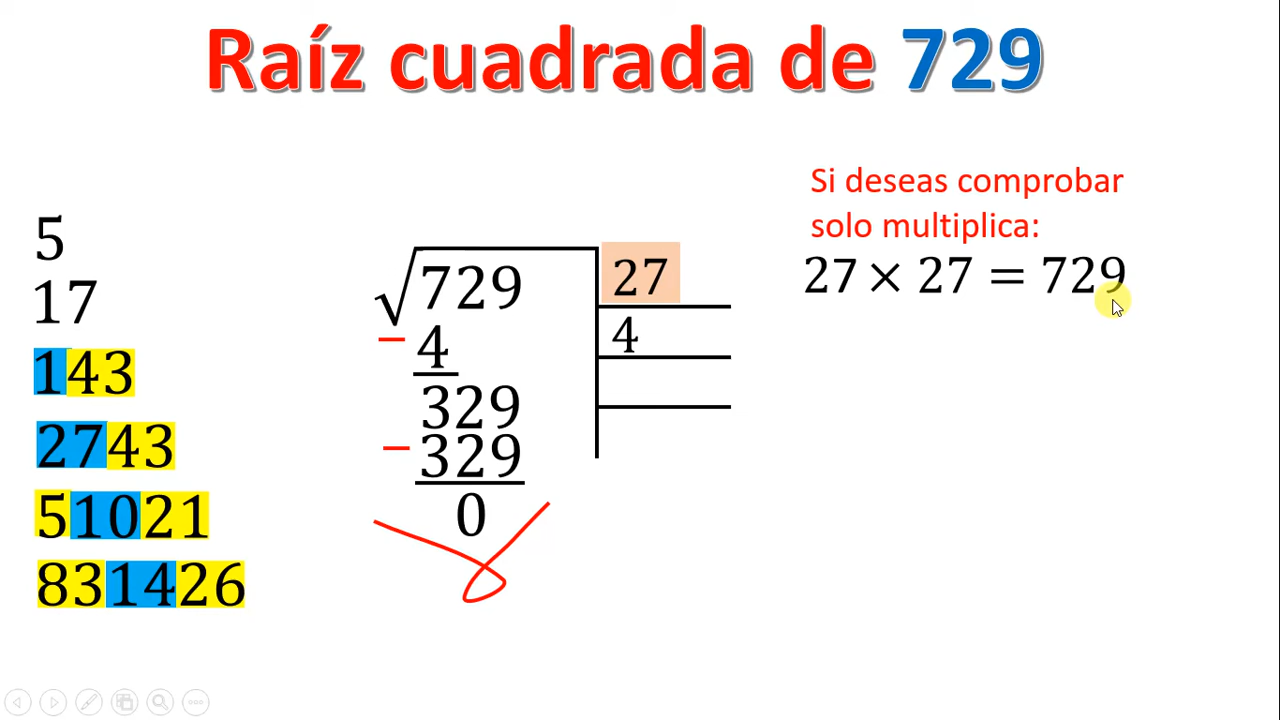 Raíz cuadrada de 729
5
17
143
2743
51021
831426
√729 27
− 4 4
329
− 329
0
Si deseas comprobar
solo multiplica:
27 × 27 = 729